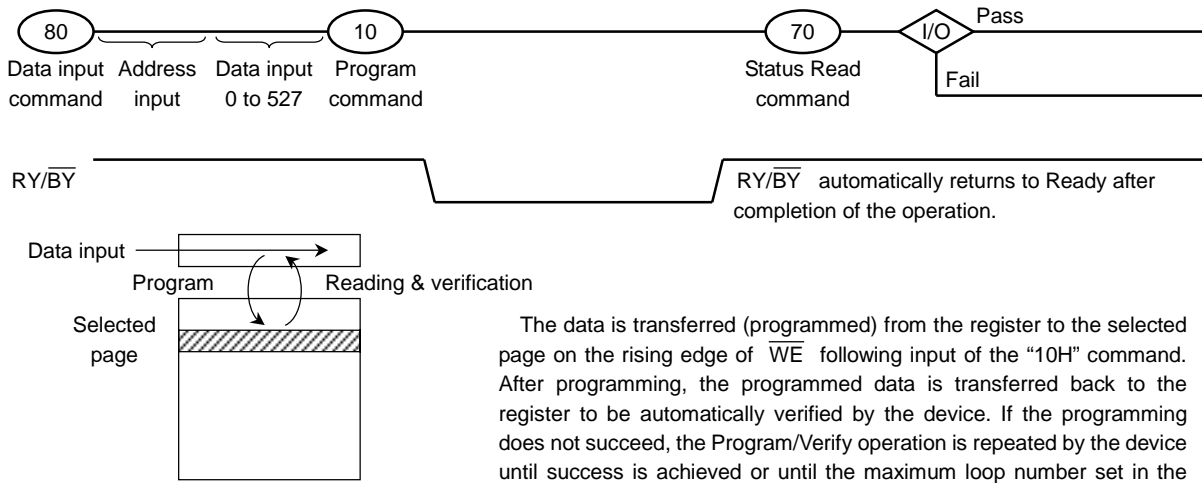 80 10 70 I/O Pass
Data input command
Address input
Data input 0 to 527
Program command
Status Read command
Fail
RY/BY
RY/BY automatically returns to Ready after
completion of the operation.
Data input
Program
Reading & verification
Selected
page
The data is transferred (programmed) from the register to the selected
page on the rising edge of WE following input of the “10H” command.
After programming, the programmed data is transferred back to the
register to be automatically verified by the device. If the programming
does not succeed, the Program/Verify operation is repeated by the device
until success is achieved or until the maximum loop number set in the